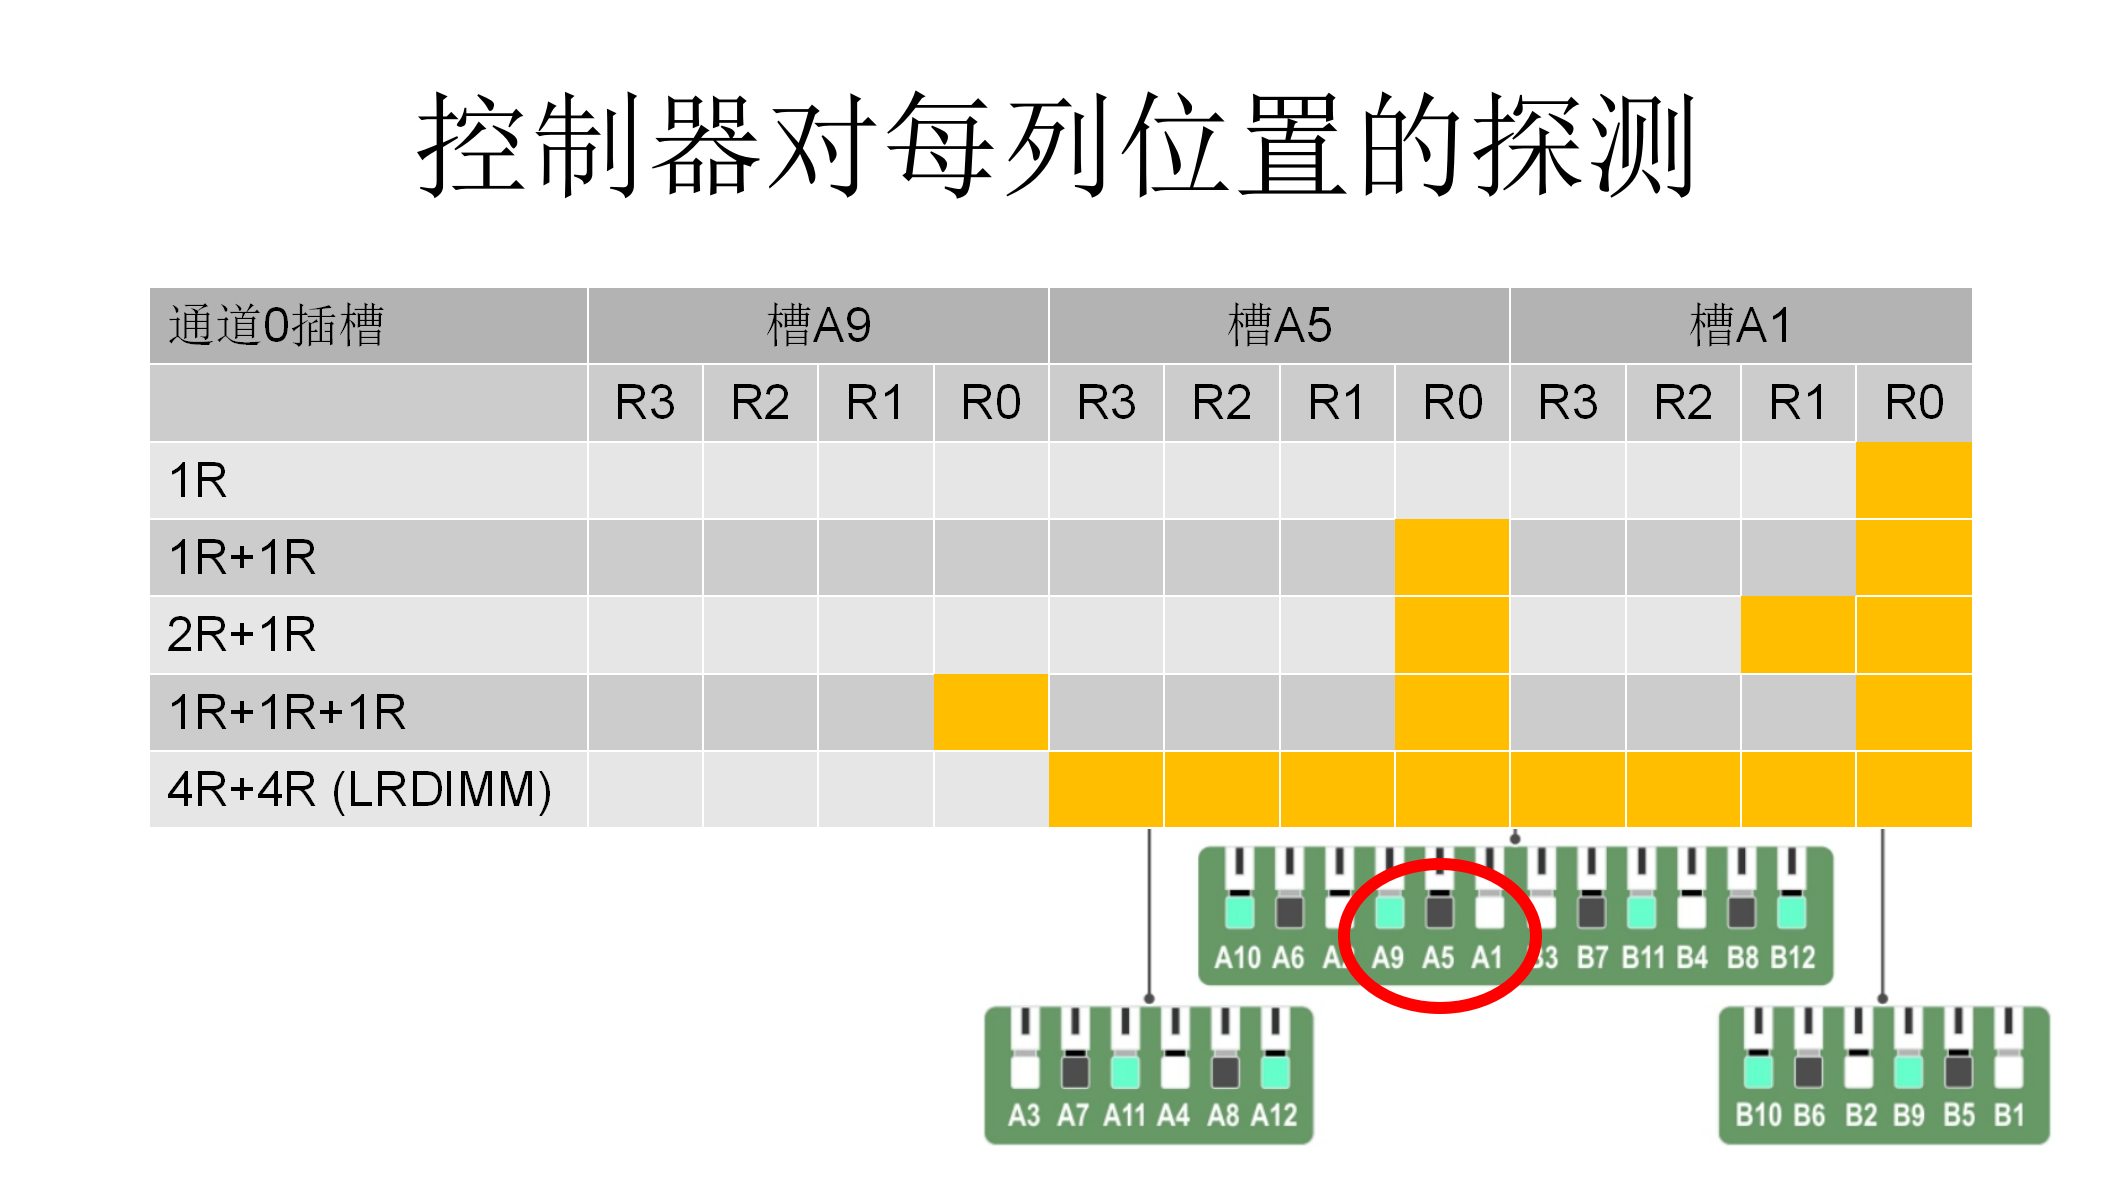 控制器对每列位置的探测
通道0插槽 槽A9 槽A5 槽A1
R3 R2 R1 R0 R3 R2 R1 R0 R3 R2 R1 R0
1R
1R+1R
2R+1R
1R+1R+1R
4R+4R (LRDIMM)
A10 A6 A9 A5 A1 B3 B7 B11 B4 B8 B12
A3 A7 A11 A4 A8 A12
B10 B6 B2 B9 B5 B1